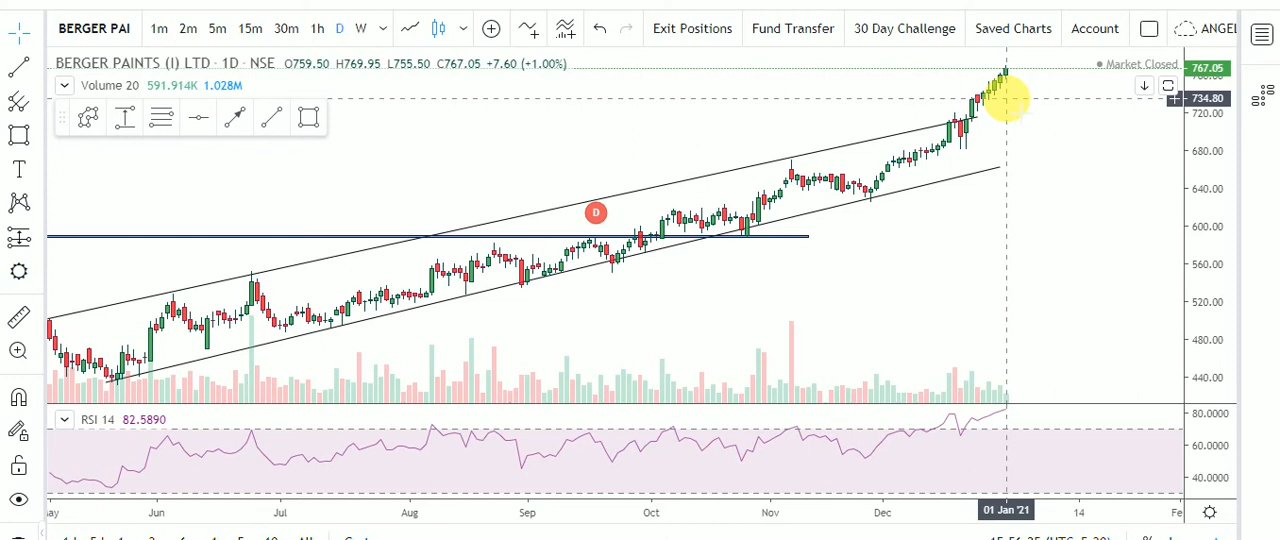 BERGER PAI 1m 2m 5m 15m 30m 1h D W Exit Positions Fund Transfer 30 Day Challenge Saved Charts Account ANGEL
BERGER PAINTS (I) LTD · 1D · NSE O759.50 H769.95 L755.50 C767.05 +7.60 (+1.00%) Market Closed 767.05
Volume 20 591.914K 1.028M
734.80
720.00
680.00
640.00
D
600.00
560.00
520.00
480.00
440.00
RSI 14 82.5890 80.0000
60.0000
40.0000
Jun Jul Aug Sep Oct Nov Dec 01 Jan '21 14 Fe